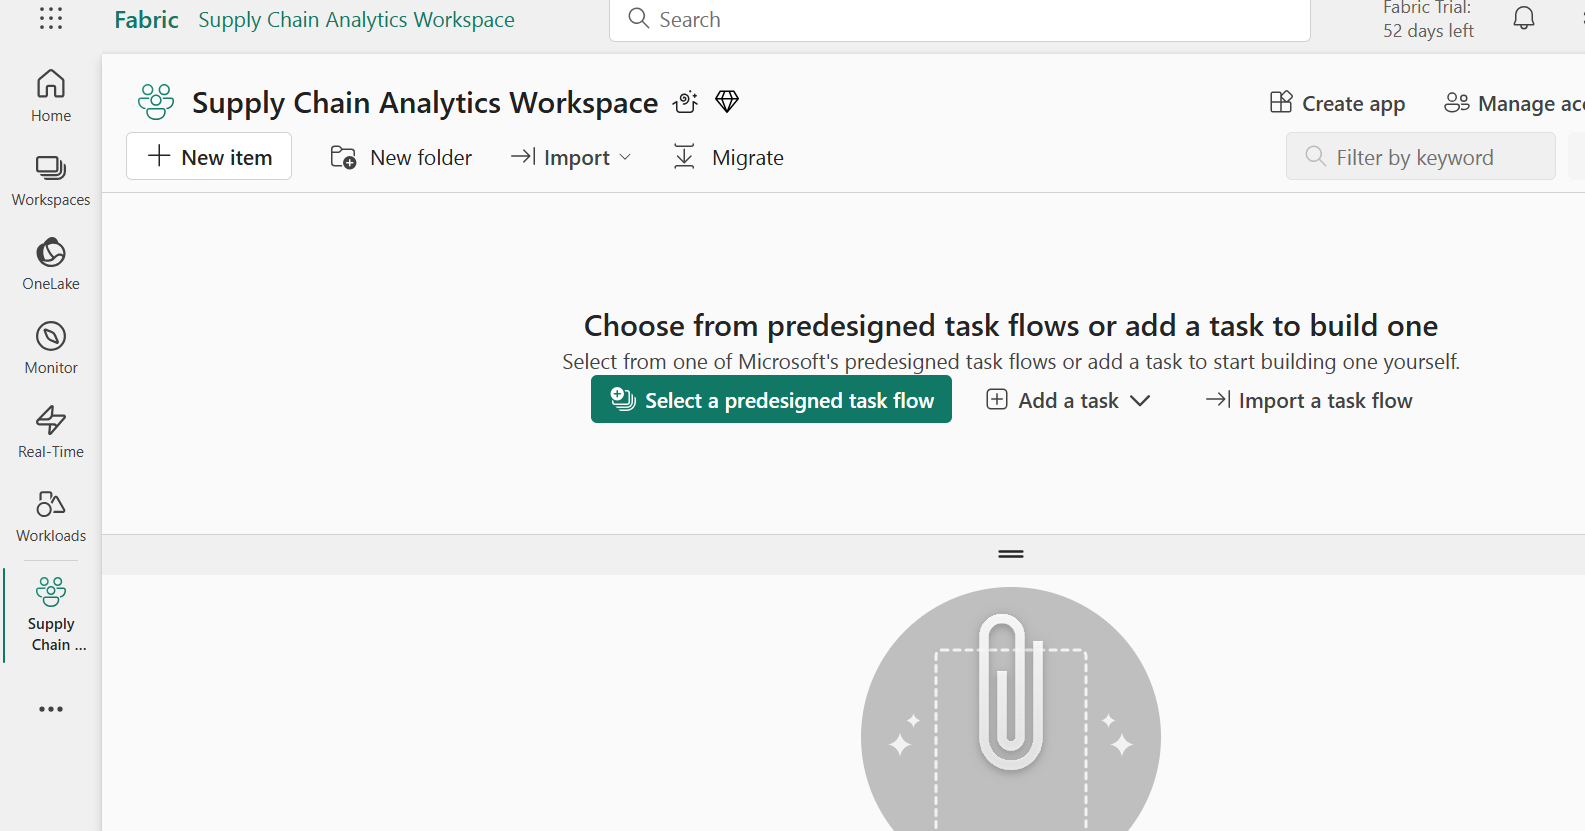 Fabric Supply Chain Analytics Workspace
Search
Fabric Trial:
52 days left
Home
Workspaces
OneLake
Monitor
Real-Time
Workloads
Supply
Chain ...
Supply Chain Analytics Workspace
Create app
Manage acc
New item
New folder
Import
Migrate
Filter by keyword
Choose from predesigned task flows or add a task to build one
Select from one of Microsoft's predesigned task flows or add a task to start building one yourself.
Select a predesigned task flow
Add a task
Import a task flow